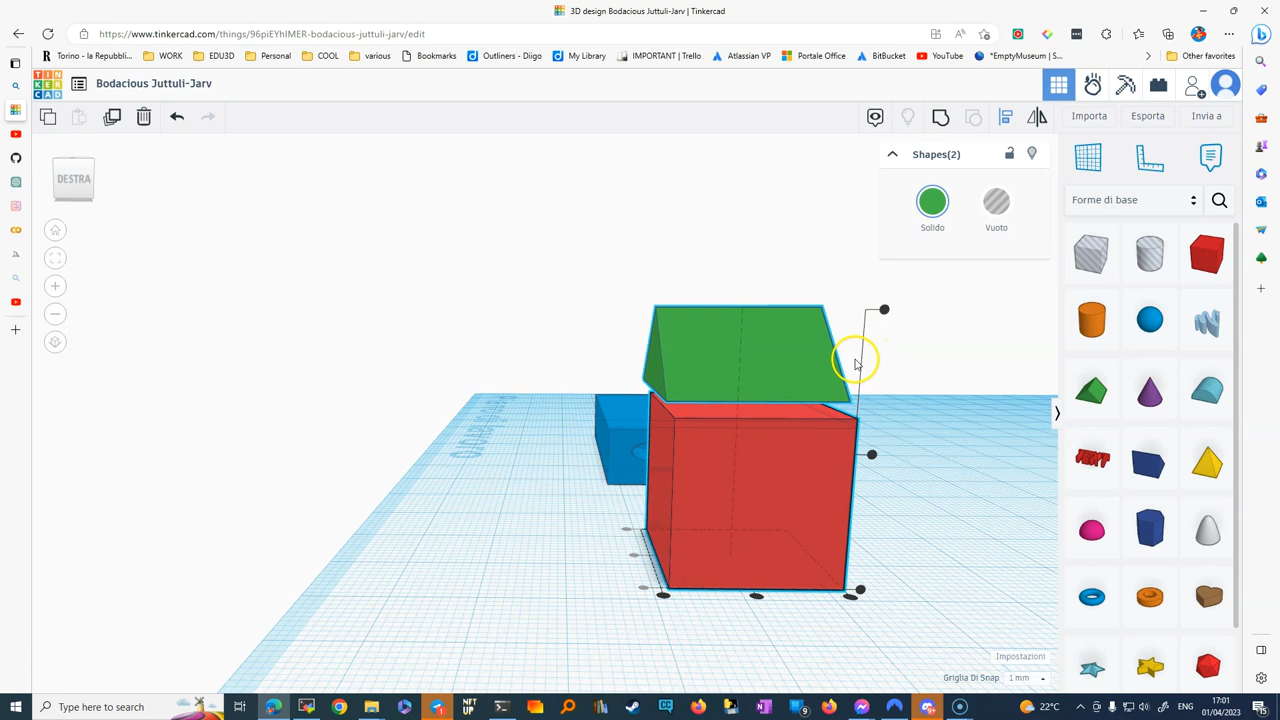 3D design Bodacious Juttuli-Jarv | Tinkercad
https://www.tinkercad.com/things/96piEYhIMER-bodacious-juttuli-jarv/edit
Torino - la Repubbli... WORK EDU133 Personal COOL various Bookmarks Outliners - Diigo My Library IMPORTANT | Trello Atlassian VP Portale Office BitBucket YouTube *EmptyMuseum | S... Other favorites
TIN
KER
CAD
Bodacious Juttuli-Jarv
Importa Esporta Invia a
DESTRA
Shapes(2)
Solido Vuoto
Forme di base
Impostazioni
Griglia Di Snap 1 mm
Type here to search
NFT
UP
22°C
ENG
17:01
01/04/2023